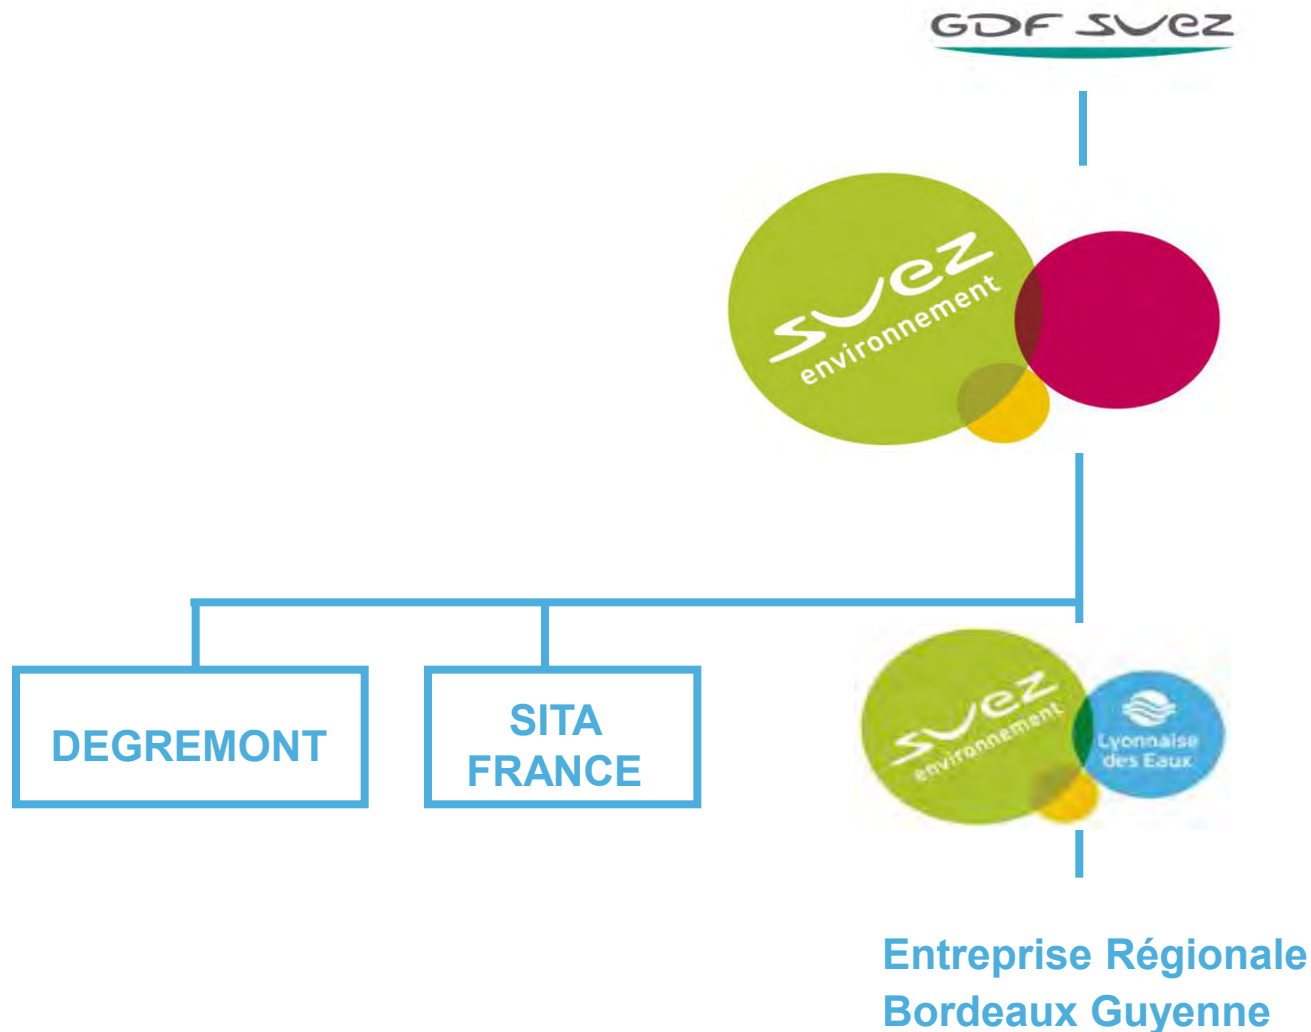 GDF SUEZ
suez
environnement
DEGREMONT
SITA
FRANCE
suez
environnement
Lyonnaise
des Eaux
Entreprise Régionale
Bordeaux Guyenne